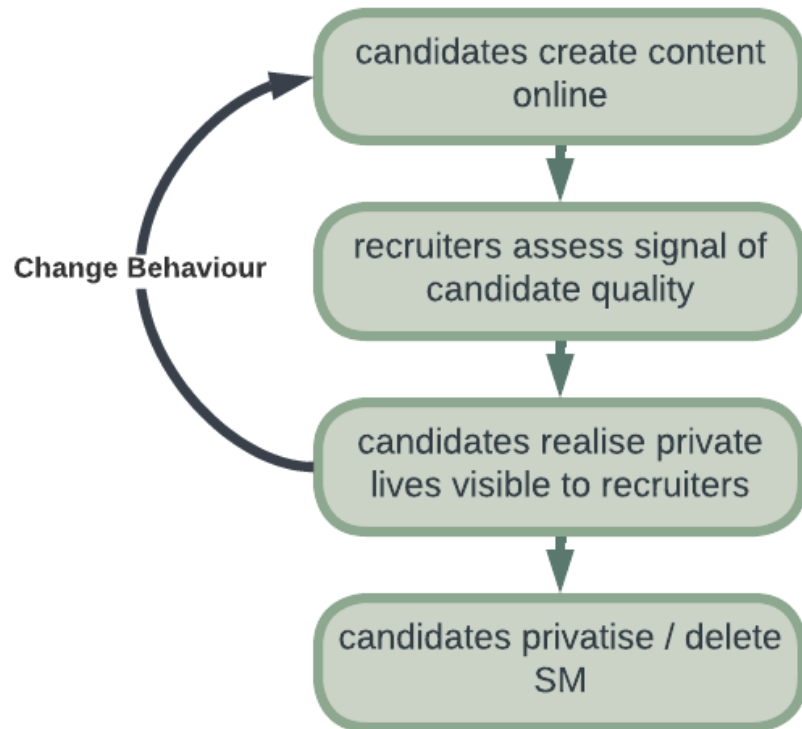 candidates create content
online
recruiters assess signal of
candidate quality
Change Behaviour
candidates realise private
lives visible to recruiters
candidates privatise / delete
SM